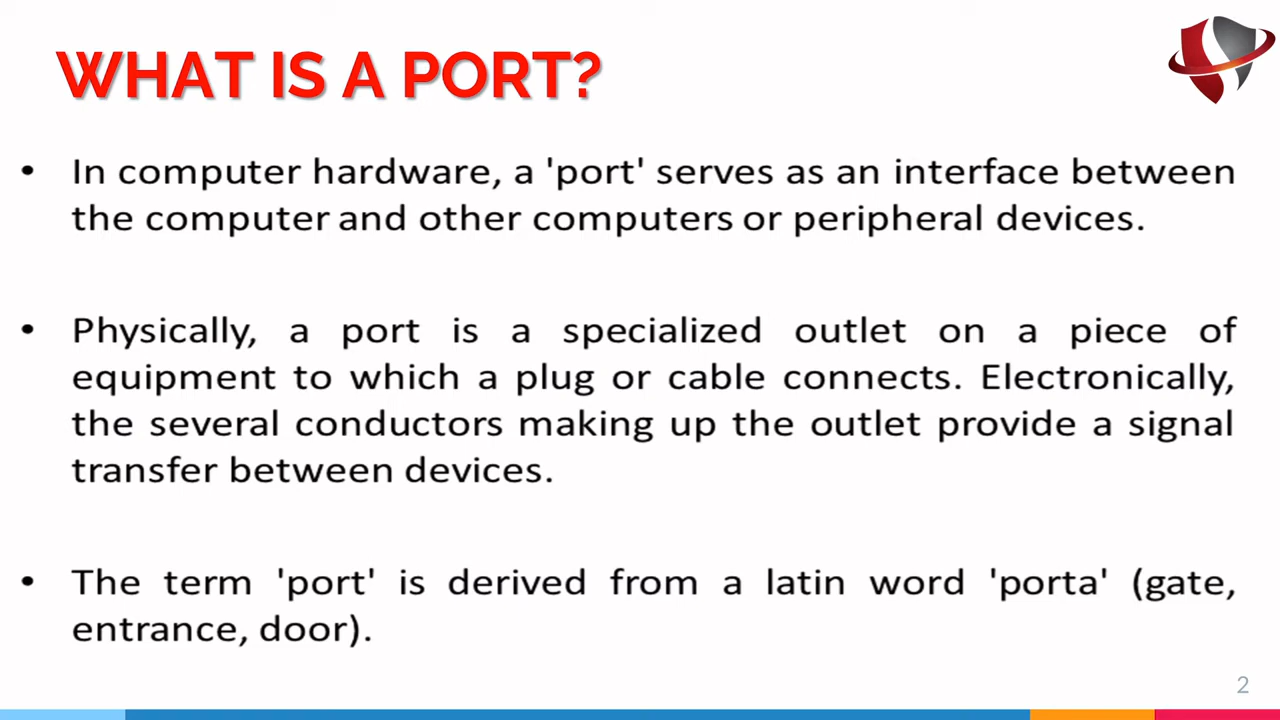 WHAT IS A PORT?
• In computer hardware, a 'port' serves as an interface between
the computer and other computers or peripheral devices.
• Physically, a port is a specialized outlet on a piece of
equipment to which a plug or cable connects. Electronically,
the several conductors making up the outlet provide a signal
transfer between devices.
• The term 'port' is derived from a latin word 'porta' (gate,
entrance, door).
2